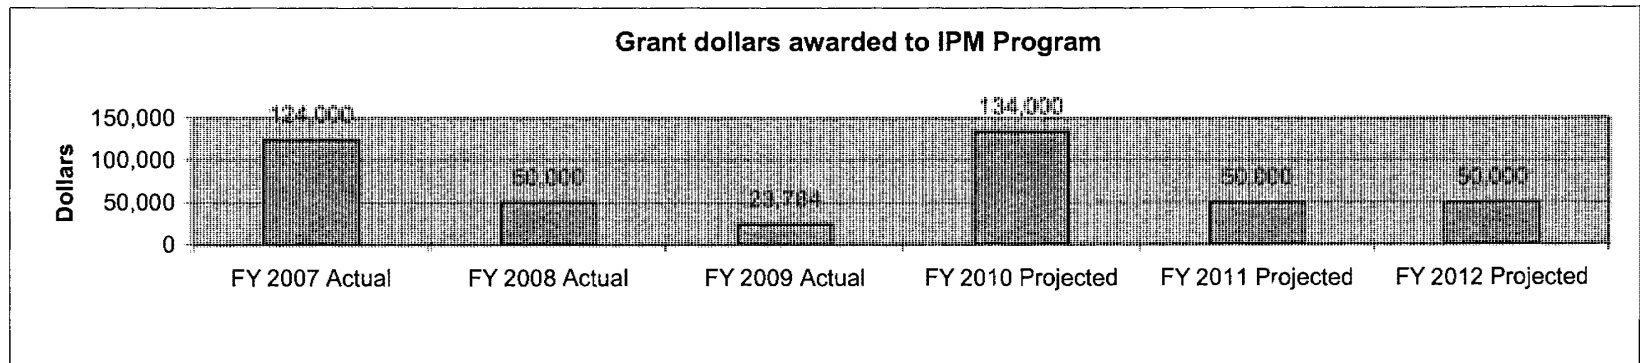 Grant dollars awarded to IPM Program
150,000
100,000
50,000
0
Dollars
124,000
50,000
23,784
134,000
50,000
50,000
FY 2007 Actual
FY 2008 Actual
FY 2009 Actual
FY 2010 Projected
FY 2011 Projected
FY 2012 Projected